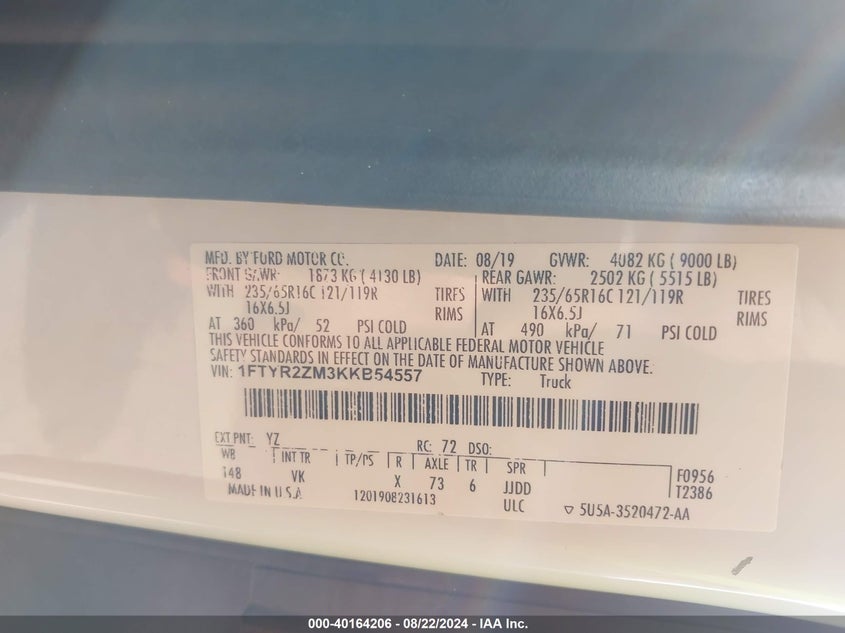 MFD. BY FORD MOTOR CO. DATE: 08/19 GVWR: 4082 KG ( 9000 LB)
FRONT GAWR: 1873 KG ( 4130 LB) REAR GAWR: 2502 KG ( 5515 LB)
WITH 235/65R16C 121/119R TIRES WITH 235/65R16C 121/119R TIRES
16X6.5J RIMS 16X6.5J RIMS
AT 360 kPa/ 52 PSI COLD AT 490 kPa/ 71 PSI COLD
THIS VEHICLE CONFORMS TO ALL APPLICABLE FEDERAL MOTOR VEHICLE
SAFETY STANDARDS IN EFFECT ON THE DATE OF MANUFACTURE SHOWN ABOVE.
VIN: 1FTYR2ZM3KKB54557 TYPE: Truck
EXT PNT: YZ RC: 72 DSO:
WB INT TR TP/PS R AXLE TR SPR F0956
148 VK X 73 6 JJDD T2386
MADE IN U.S.A 1201908231613 ULC ▽ 5U5A-3520472-AA
000-40164206 - 08/22/2024 - IAA Inc.